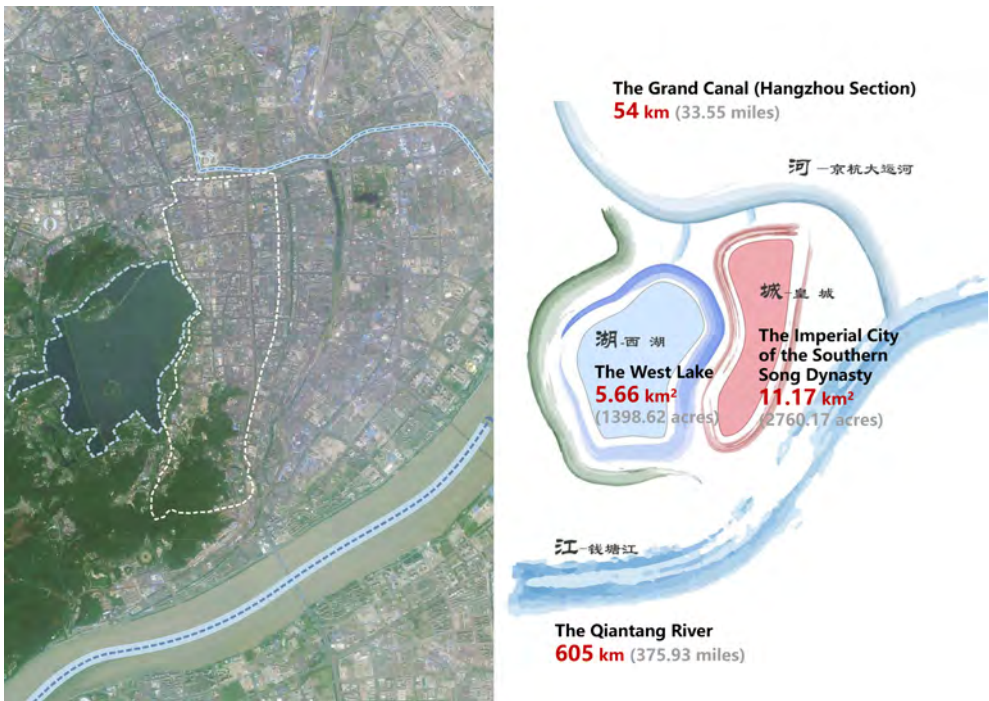 The Grand Canal (Hangzhou Section)
54 km (33.55 miles)
河-京杭大运河
城-皇 城
湖-西 湖
The West Lake
5.66 km²
(1398.62 acres)
The Imperial City
of the Southern
Song Dynasty
11.17 km²
(2760.17 acres)
江-钱塘江
The Qiantang River
605 km (375.93 miles)